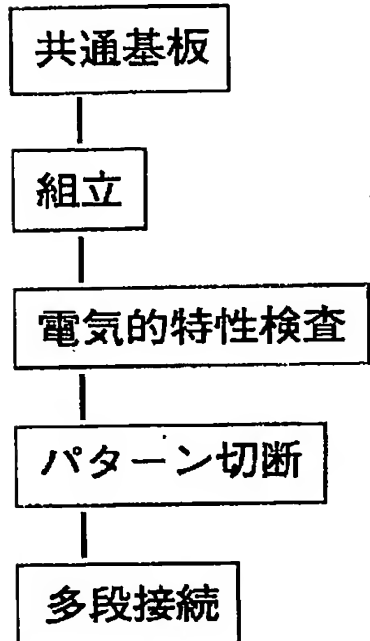 共通基板
組立
電気的特性検査
パターン切断
多段接続